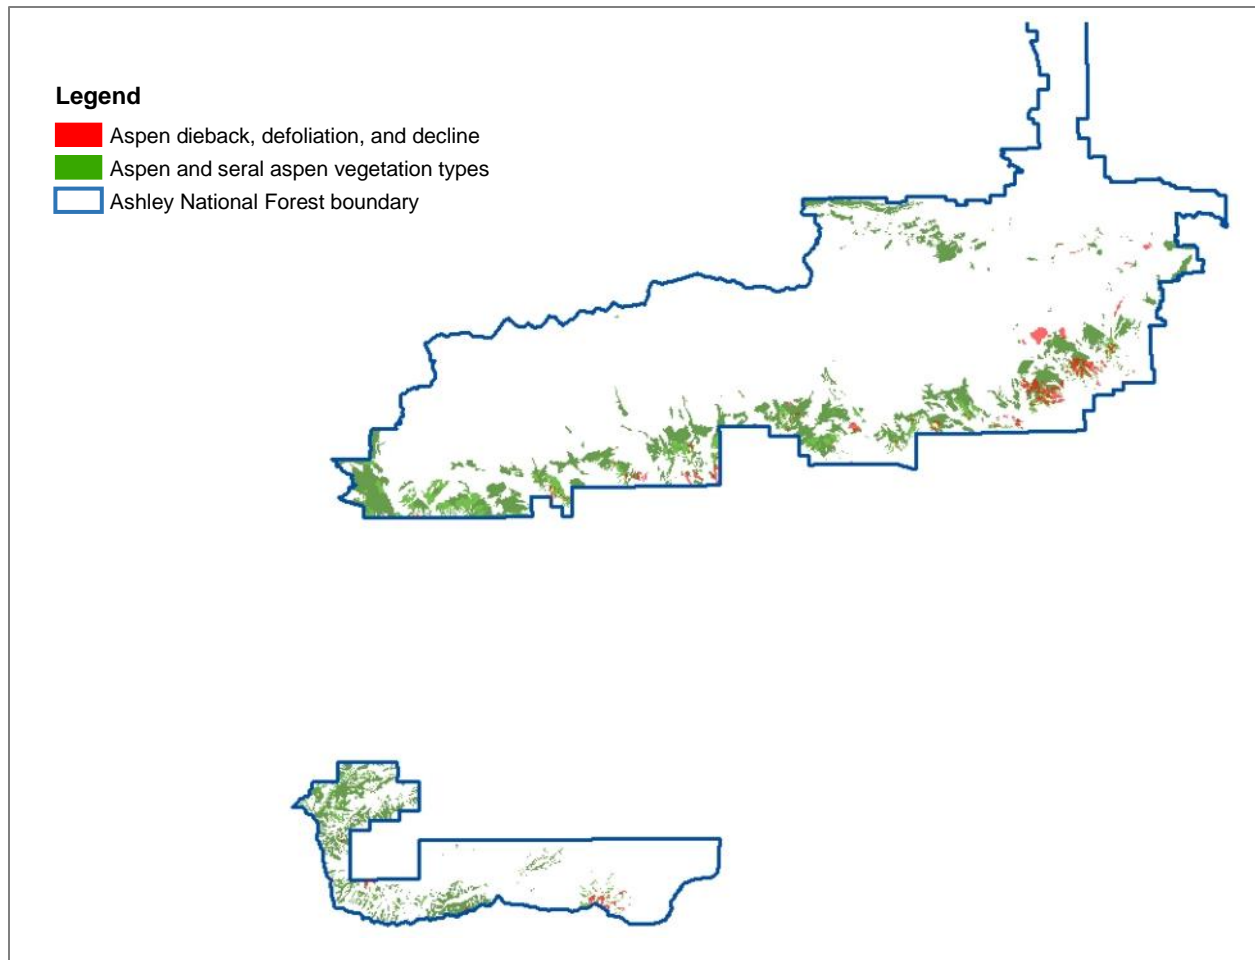 Legend
Aspen dieback, defoliation, and decline
Aspen and seral aspen vegetation types
Ashley National Forest boundary